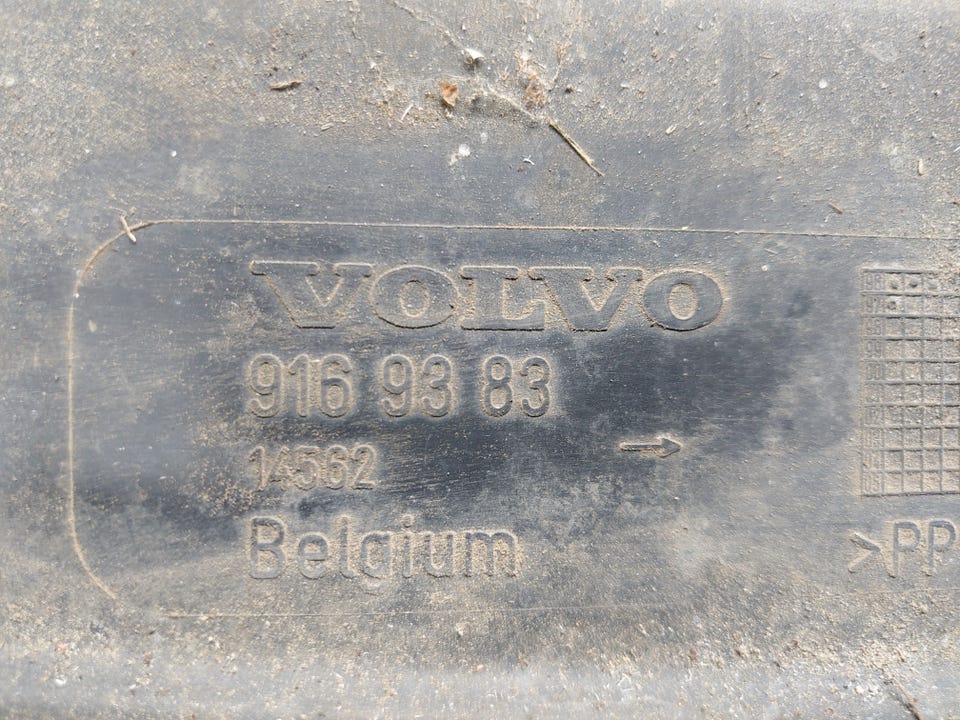 VOLVO
916 93 83
14562
Belgium
>PP